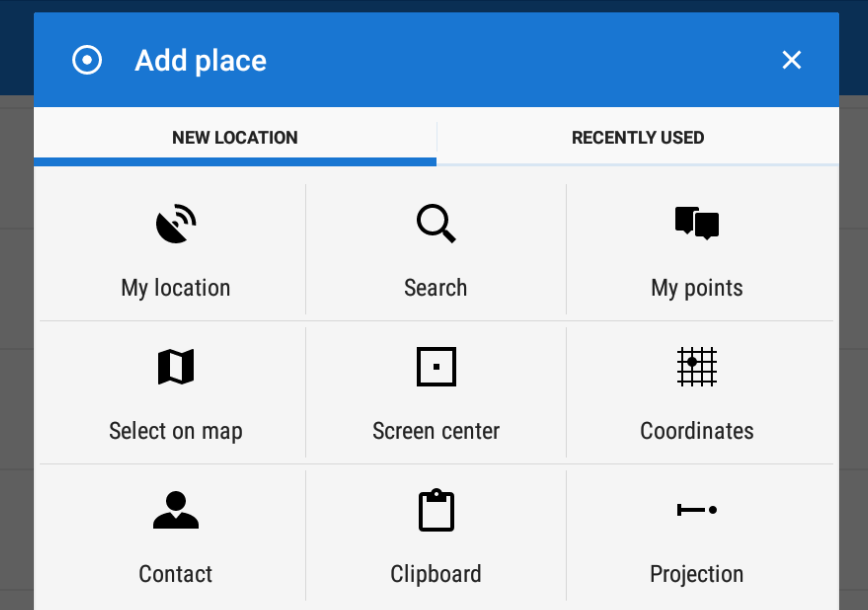 Add place
NEW LOCATION
RECENTLY USED
My location
Search
My points
Select on map
Screen center
Coordinates
Contact
Clipboard
Projection